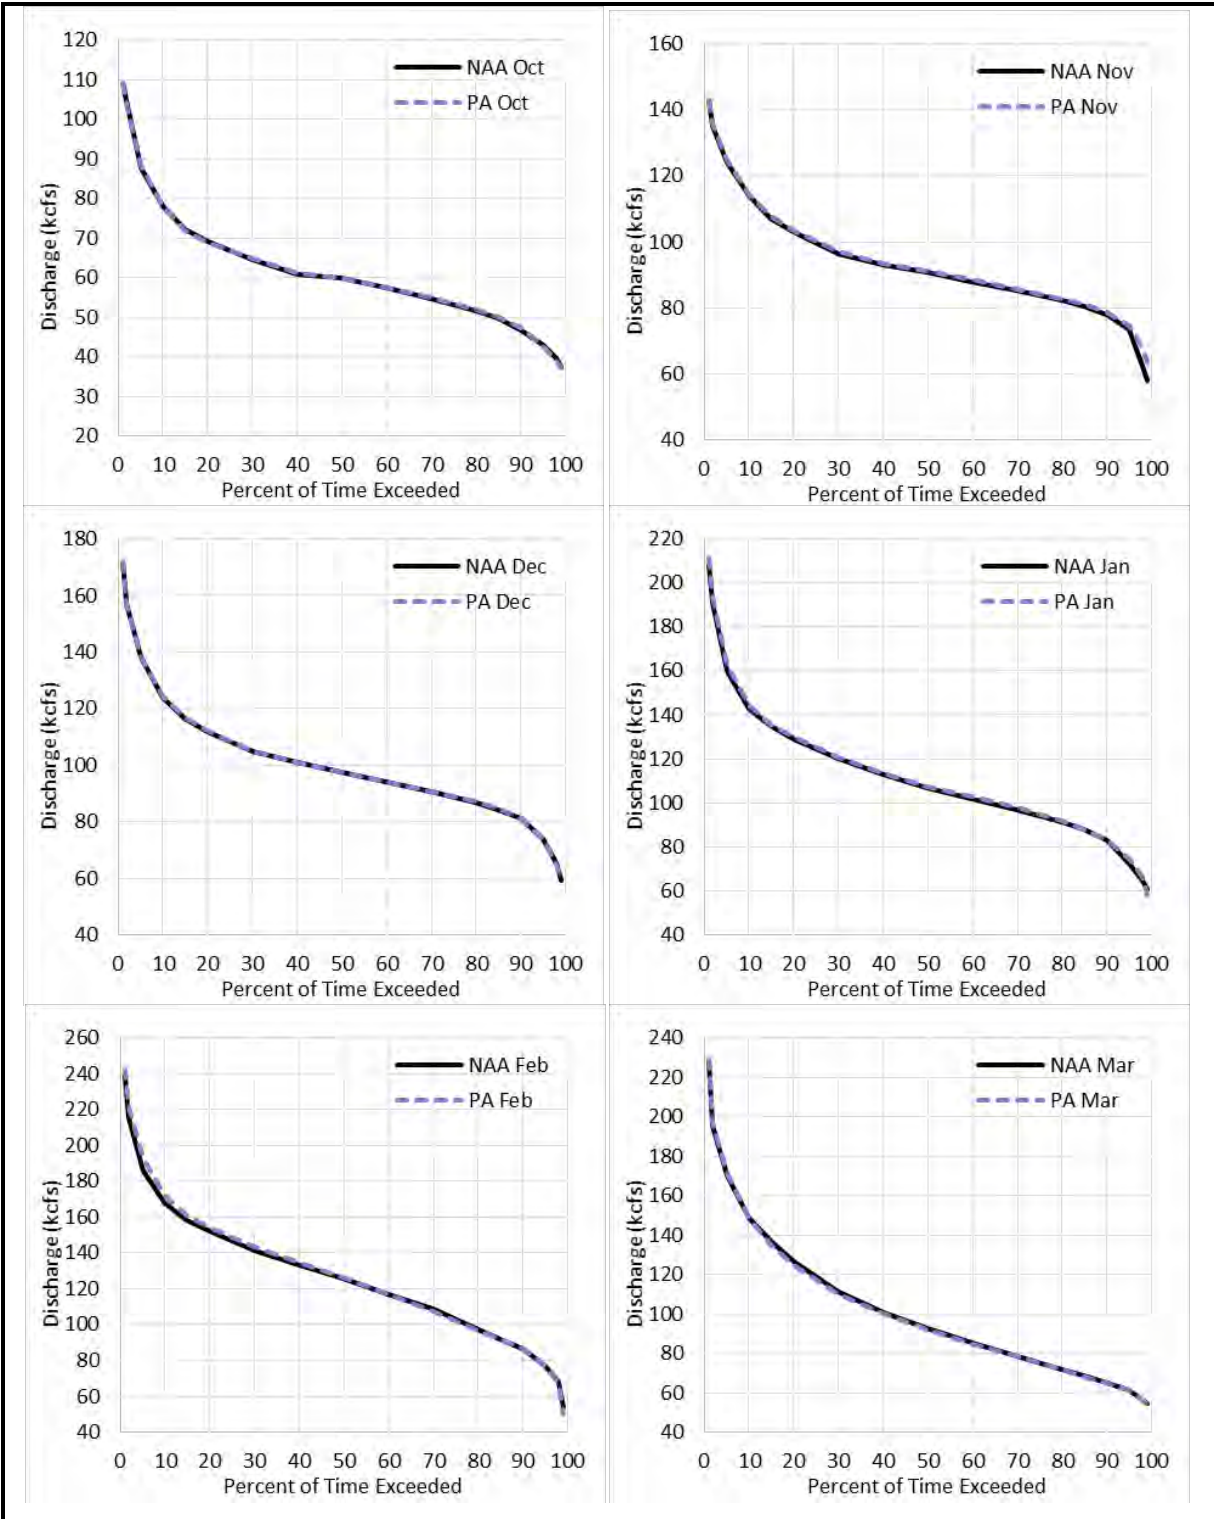 120
110
100
90
80
70
60
50
40
30
20
Discharge (kcfs)
NAA Oct
PA Oct
0 10 20 30 40 50 60 70 80 90 100
Percent of Time Exceeded
160
140
120
100
80
60
40
Discharge (kcfs)
NAA Nov
PA Nov
0 10 20 30 40 50 60 70 80 90 100
Percent of Time Exceeded
180
160
140
120
100
80
60
40
Discharge (kcfs)
NAA Dec
PA Dec
0 10 20 30 40 50 60 70 80 90 100
Percent of Time Exceeded
220
200
180
160
140
120
100
80
60
40
Discharge (kcfs)
NAA Jan
PA Jan
0 10 20 30 40 50 60 70 80 90 100
Percent of Time Exceeded
260
240
220
200
180
160
140
120
100
80
60
40
Discharge (kcfs)
NAA Feb
PA Feb
0 10 20 30 40 50 60 70 80 90 100
Percent of Time Exceeded
240
220
200
180
160
140
120
100
80
60
40
Discharge (kcfs)
NAA Mar
PA Mar
0 10 20 30 40 50 60 70 80 90 100
Percent of Time Exceeded